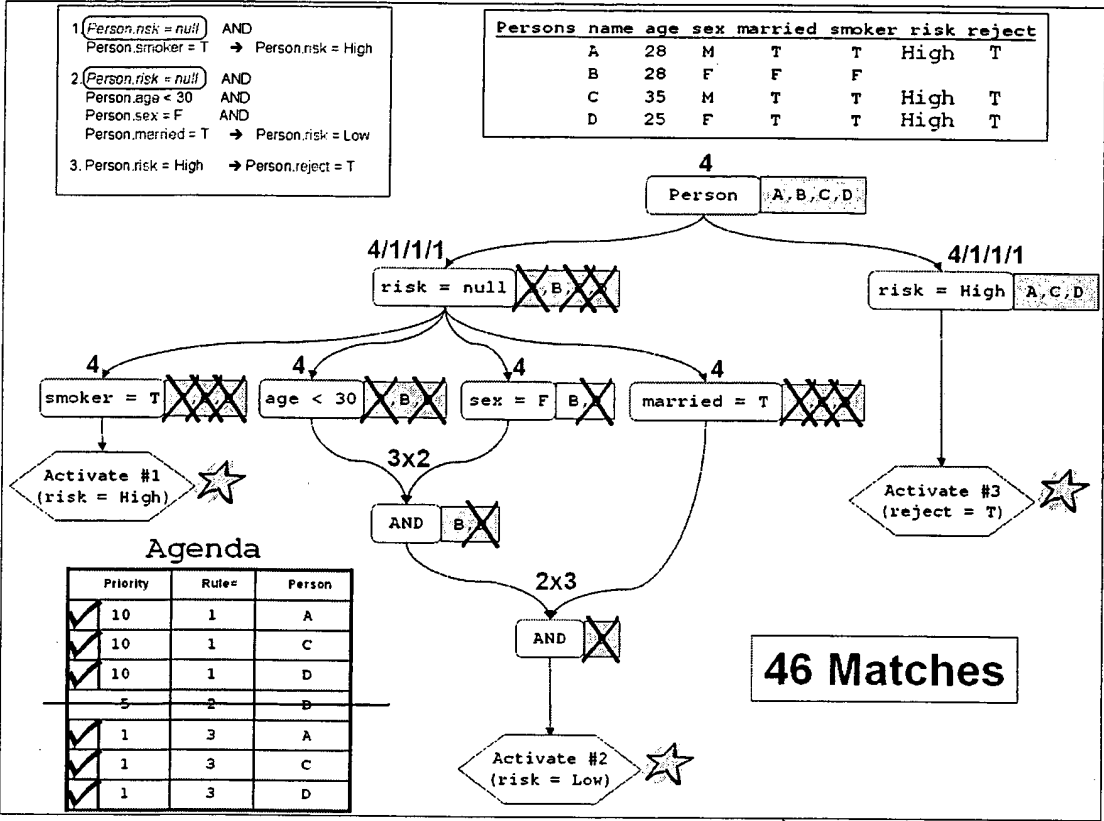 1. Person.risk = null AND
Person.smoker = T → Person.risk = High
2. Person.risk = null AND
Person.age < 30 AND
Person.sex = F AND
Person.married = T → Person.risk = Low
3. Person.risk = High → Person.reject = T
Persons name age sex married smoker risk reject
A 28 M T T High T
B 28 F F F
C 35 M T T High T
D 25 F T T High T
4
Person A,B,C,D
4/1/1/1 4/1/1/1
risk = null ,B, risk = High A,C,D
4 4 4 4
smoker = T age < 30 ,B, sex = F B, married = T
3x2
Activate #1
(risk = High)
Activate #3
(reject = T)
AND B,
Agenda
2x3
Priority Rule= Person
10 1 A
10 1 C
10 1 D
5 2
1 3 A
1 3 C
1 3 D
AND
46 Matches
Activate #2
(risk = Low)